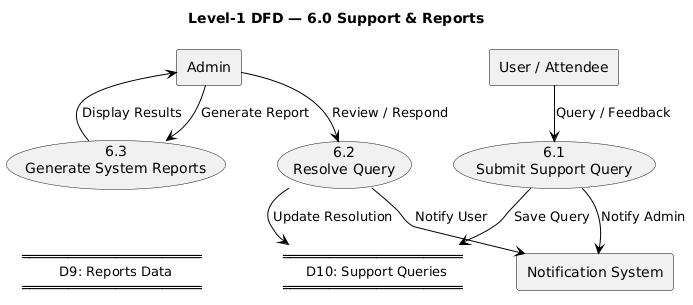 Level-1 DFD — 6.0 Support & Reports
Admin
User / Attendee
Display Results
Generate Report
Review / Respond
Query / Feedback
6.3
Generate System Reports
6.2
Resolve Query
6.1
Submit Support Query
Update Resolution
Notify User
Save Query
Notify Admin
D9: Reports Data
D10: Support Queries
Notification System